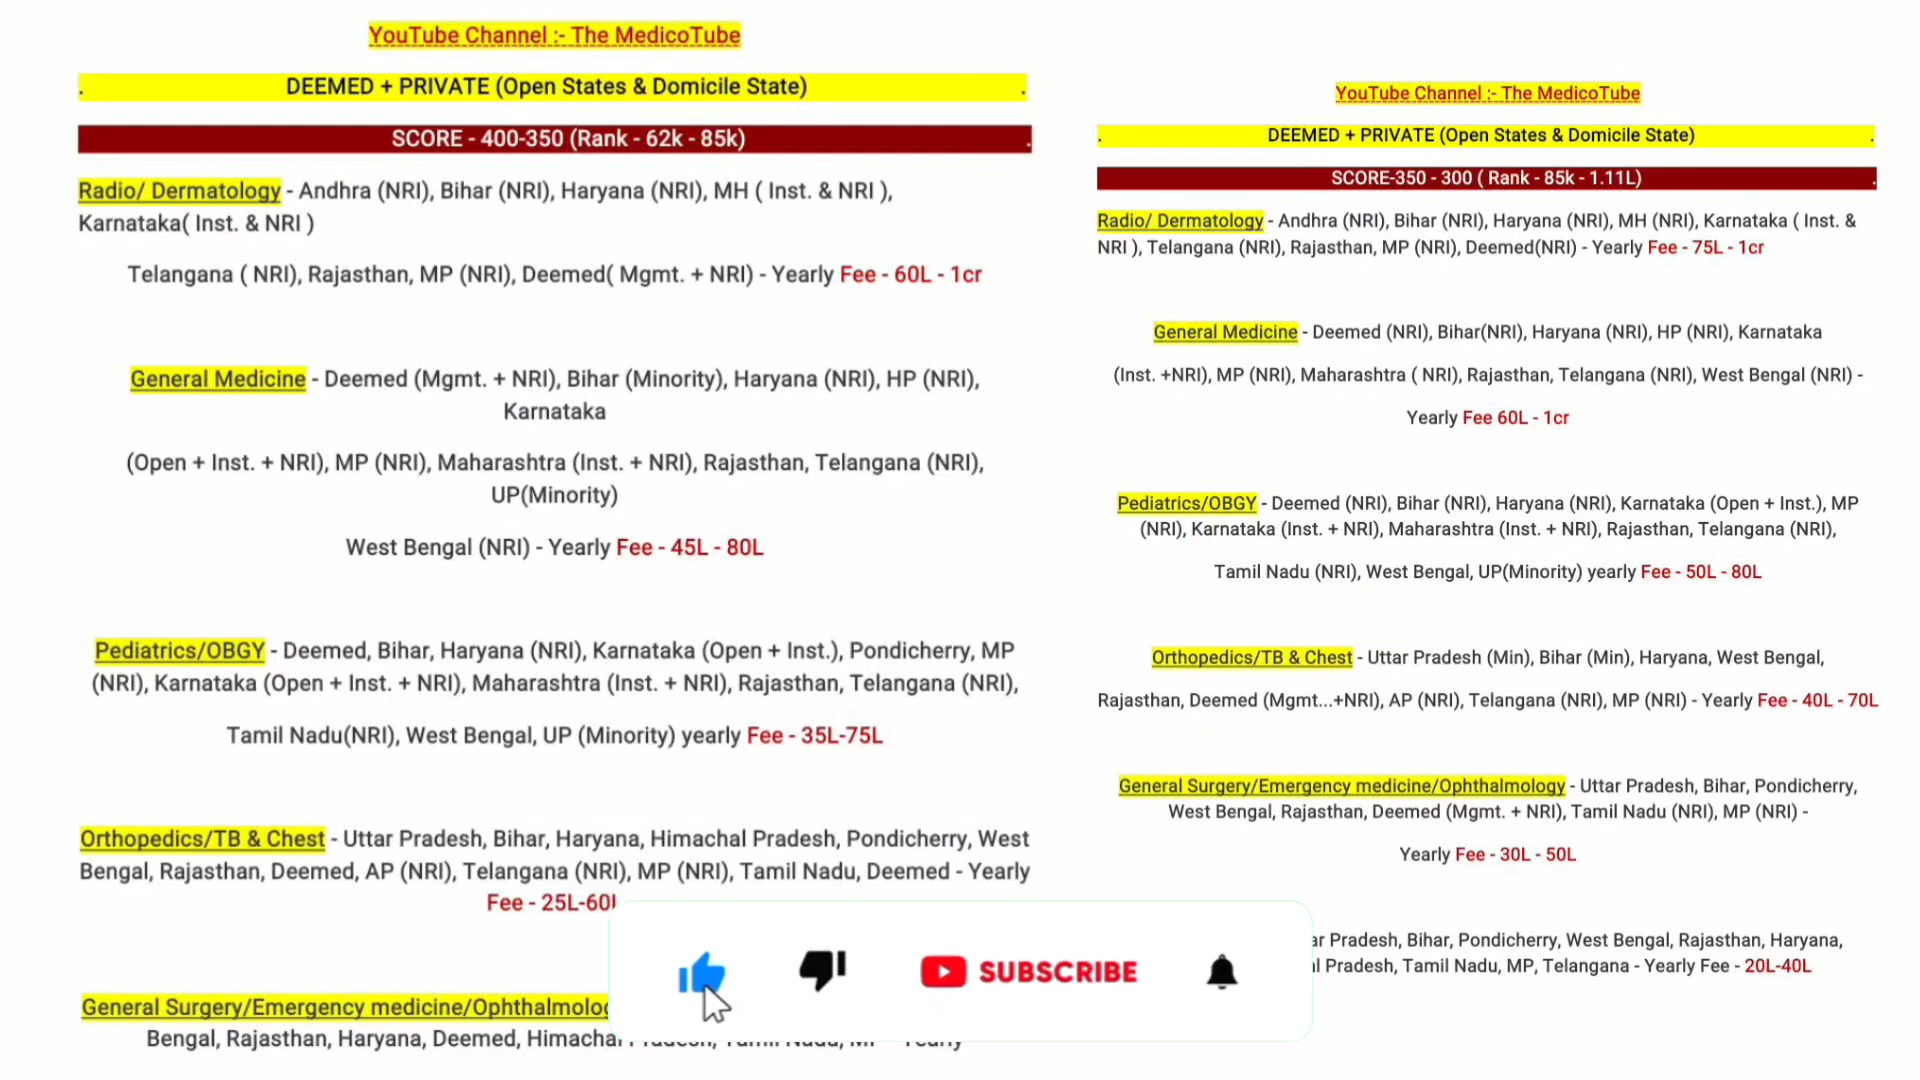 YouTube Channel :- The MedicoTube
. DEEMED + PRIVATE (Open States & Domicile State) .
SCORE - 400-350 (Rank - 62k - 85k) .
Radio/ Dermatology - Andhra (NRI), Bihar (NRI), Haryana (NRI), MH ( Inst. & NRI ),
Karnataka( Inst. & NRI )
Telangana ( NRI), Rajasthan, MP (NRI), Deemed( Mgmt. + NRI) - Yearly Fee - 60L - 1cr
General Medicine - Deemed (Mgmt. + NRI), Bihar (Minority), Haryana (NRI), HP (NRI),
Karnataka
(Open + Inst. + NRI), MP (NRI), Maharashtra (Inst. + NRI), Rajasthan, Telangana (NRI),
UP(Minority)
West Bengal (NRI) - Yearly Fee - 45L - 80L
Pediatrics/OBGY - Deemed, Bihar, Haryana (NRI), Karnataka (Open + Inst.), Pondicherry, MP
(NRI), Karnataka (Open + Inst. + NRI), Maharashtra (Inst. + NRI), Rajasthan, Telangana (NRI),
Tamil Nadu(NRI), West Bengal, UP (Minority) yearly Fee - 35L-75L
Orthopedics/TB & Chest - Uttar Pradesh, Bihar, Haryana, Himachal Pradesh, Pondicherry, West
Bengal, Rajasthan, Deemed, AP (NRI), Telangana (NRI), MP (NRI), Tamil Nadu, Deemed - Yearly
Fee - 25L-60
General Surgery/Emergency medicine/Ophthalmolo
Bengal, Rajasthan, Haryana, Deemed, Himachal Pradesh, Tamil Nadu, MP - Yearly
YouTube Channel :- The MedicoTube
. DEEMED + PRIVATE (Open States & Domicile State) .
SCORE-350 - 300 ( Rank - 85k - 1.11L) .
Radio/ Dermatology - Andhra (NRI), Bihar (NRI), Haryana (NRI), MH (NRI), Karnataka ( Inst. &
NRI ), Telangana (NRI), Rajasthan, MP (NRI), Deemed(NRI) - Yearly Fee - 75L - 1cr
General Medicine - Deemed (NRI), Bihar(NRI), Haryana (NRI), HP (NRI), Karnataka
(Inst. +NRI), MP (NRI), Maharashtra ( NRI), Rajasthan, Telangana (NRI), West Bengal (NRI) -
Yearly Fee 60L - 1cr
Pediatrics/OBGY - Deemed (NRI), Bihar (NRI), Haryana (NRI), Karnataka (Open + Inst.), MP
(NRI), Karnataka (Inst. + NRI), Maharashtra (Inst. + NRI), Rajasthan, Telangana (NRI),
Tamil Nadu (NRI), West Bengal, UP(Minority) yearly Fee - 50L - 80L
Orthopedics/TB & Chest - Uttar Pradesh (Min), Bihar (Min), Haryana, West Bengal,
Rajasthan, Deemed (Mgmt...+NRI), AP (NRI), Telangana (NRI), MP (NRI) - Yearly Fee - 40L - 70L
General Surgery/Emergency medicine/Ophthalmology - Uttar Pradesh, Bihar, Pondicherry,
West Bengal, Rajasthan, Deemed (Mgmt. + NRI), Tamil Nadu (NRI), MP (NRI) -
Yearly Fee - 30L - 50L
ar Pradesh, Bihar, Pondicherry, West Bengal, Rajasthan, Haryana,
l Pradesh, Tamil Nadu, MP, Telangana - Yearly Fee - 20L-40L
SUBSCRIBE